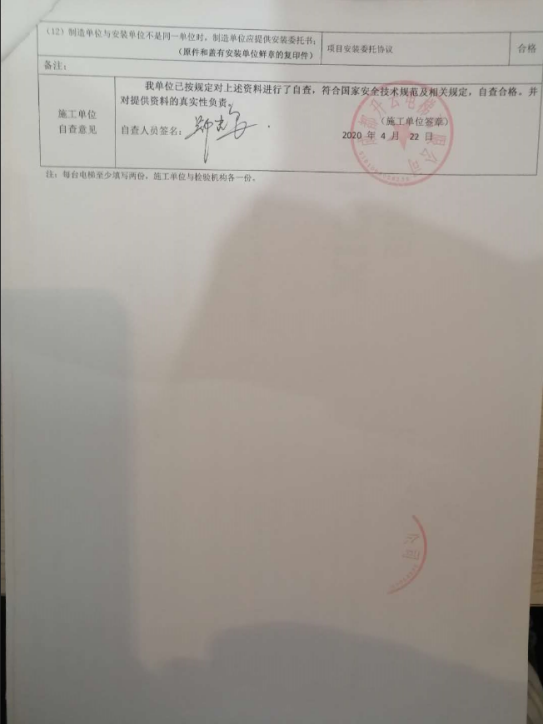 （12）制造单位与安装单位不是同一单位时，制造单位应提供安装委托书；
（原件和盖有安装单位鲜章的复印件）
项目安装委托协议
合格
备注：
施工单位
自查意见
我单位已按规定对上述资料进行了自查，符合国家安全技术规范及相关规定，自查合格。并
对提供资料的真实性负责。
自查人员签名：
（施工单位签章）
2020 年 4 月 22 日
注：每台电梯至少填写两份，施工单位与检验机构各一份。